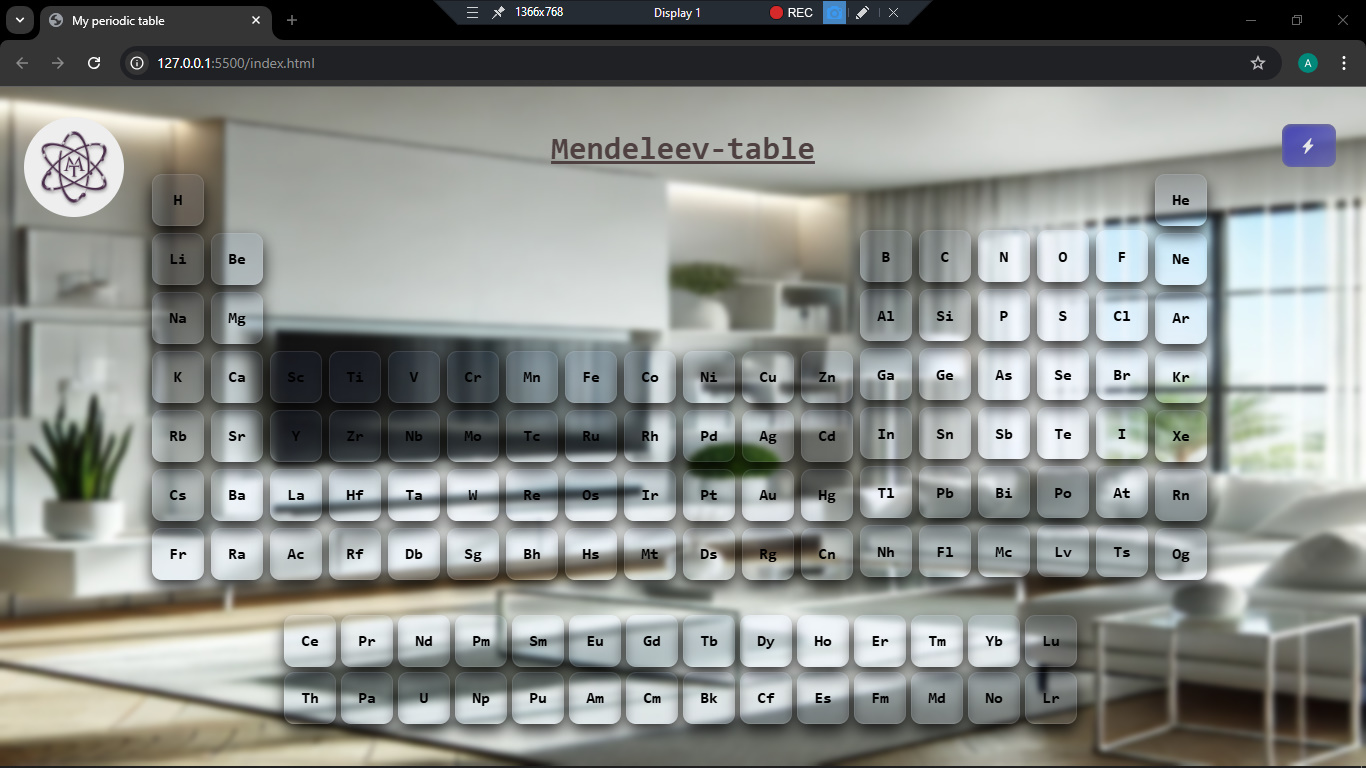 My periodic table
1366x768 Display 1 REC
127.0.0.1:5500/index.html A
Mendeleev-table
H He
Li Be B C N O F Ne
Na Mg Al Si P S Cl Ar
K Ca Sc Ti V Cr Mn Fe Co Ni Cu Zn Ga Ge As Se Br Kr
Rb Sr Y Zr Nb Mo Tc Ru Rh Pd Ag Cd In Sn Sb Te I Xe
Cs Ba La Hf Ta W Re Os Ir Pt Au Hg Tl Pb Bi Po At Rn
Fr Ra Ac Rf Db Sg Bh Hs Mt Ds Rg Cn Nh Fl Mc Lv Ts Og
Ce Pr Nd Pm Sm Eu Gd Tb Dy Ho Er Tm Yb Lu
Th Pa U Np Pu Am Cm Bk Cf Es Fm Md No Lr